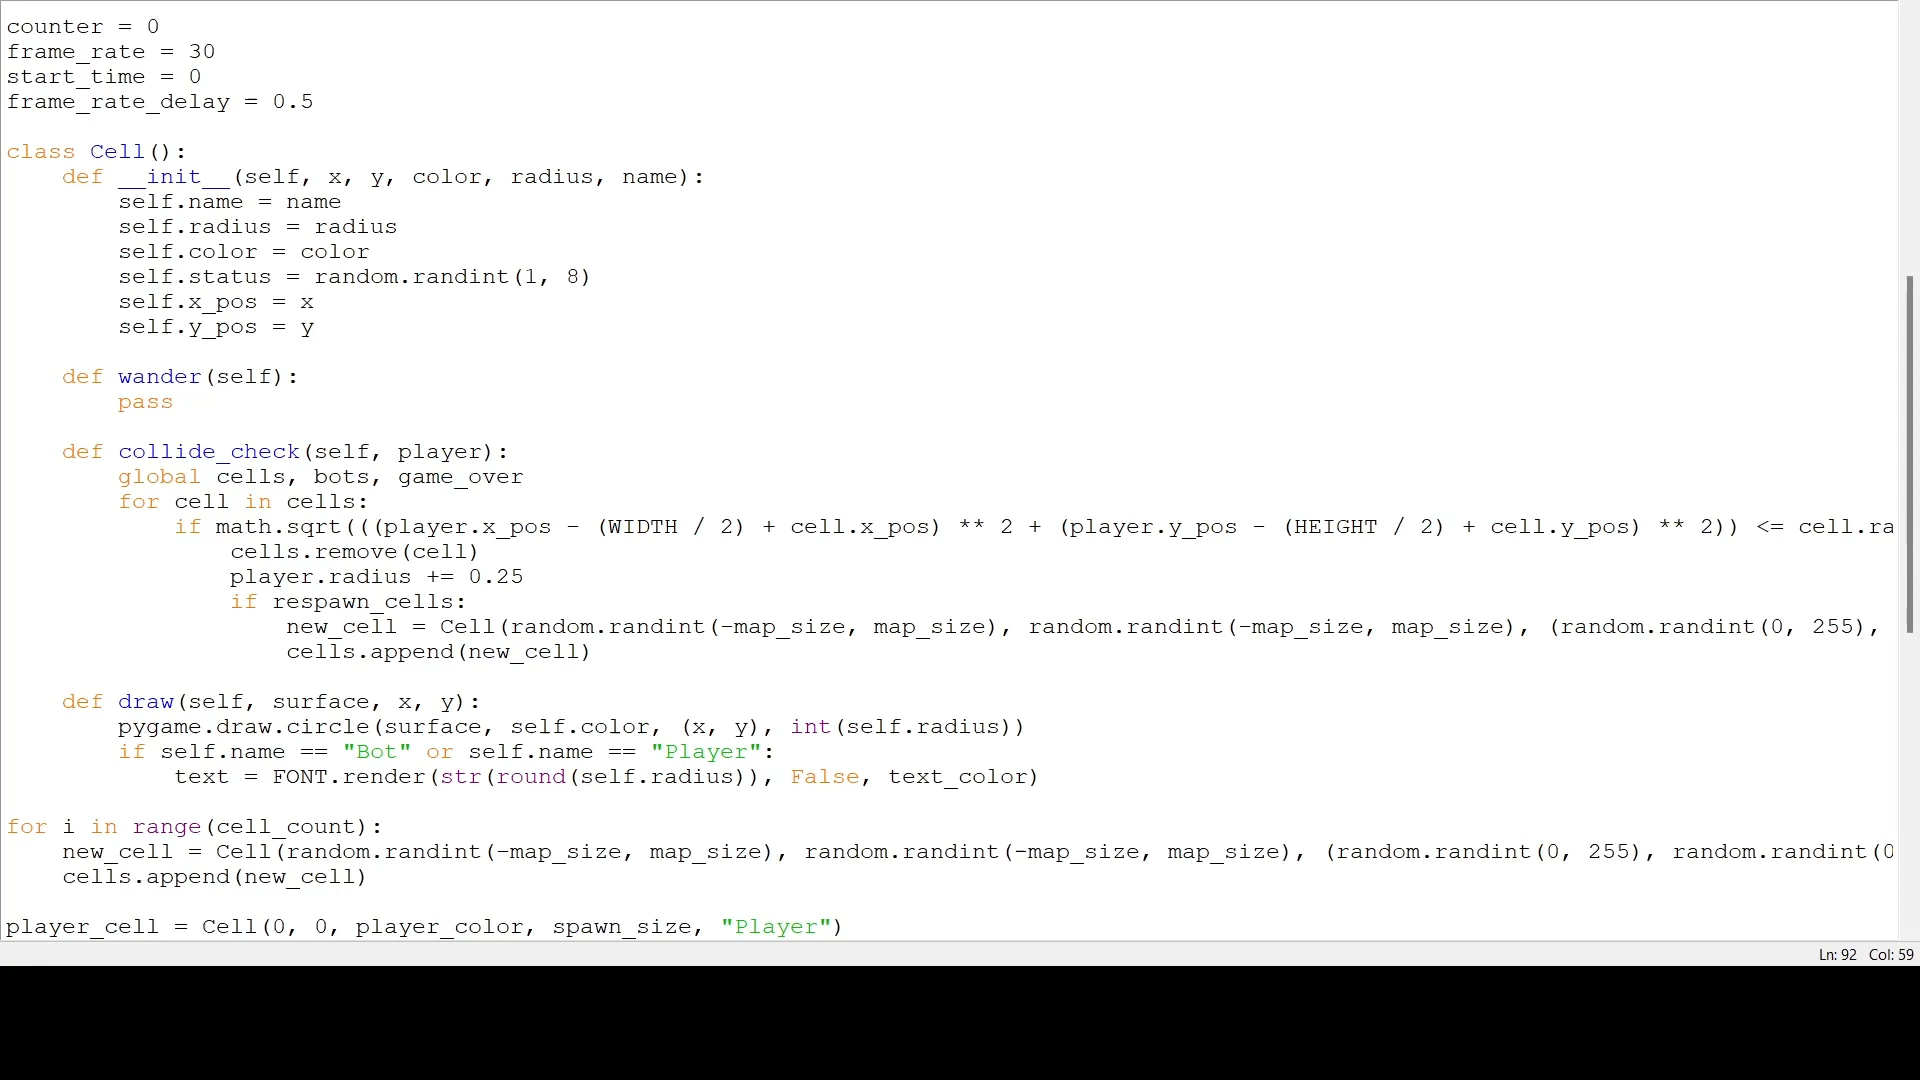 counter = 0
frame_rate = 30
start_time = 0
frame_rate_delay = 0.5
class Cell():
    def __init__(self, x, y, color, radius, name):
        self.name = name
        self.radius = radius
        self.color = color
        self.status = random.randint(1, 8)
        self.x_pos = x
        self.y_pos = y
    def wander(self):
        pass
    def collide_check(self, player):
        global cells, bots, game_over
        for cell in cells:
            if math.sqrt(((player.x_pos - (WIDTH / 2) + cell.x_pos) ** 2 + (player.y_pos - (HEIGHT / 2) + cell.y_pos) ** 2)) <= cell.ra
                cells.remove(cell)
                player.radius += 0.25
                if respawn_cells:
                    new_cell = Cell(random.randint(-map_size, map_size), random.randint(-map_size, map_size), (random.randint(0, 255),
                    cells.append(new_cell)
    def draw(self, surface, x, y):
        pygame.draw.circle(surface, self.color, (x, y), int(self.radius))
        if self.name == "Bot" or self.name == "Player":
            text = FONT.render(str(round(self.radius)), False, text_color)
for i in range(cell_count):
    new_cell = Cell(random.randint(-map_size, map_size), random.randint(-map_size, map_size), (random.randint(0, 255), random.randint(0
    cells.append(new_cell)
player_cell = Cell(0, 0, player_color, spawn_size, "Player")
Ln: 92 Col: 59